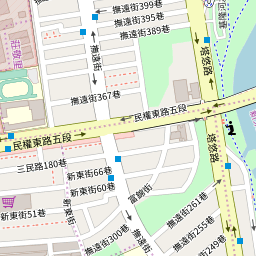 撫遠街399巷
撫遠街395巷
撫遠街389巷
撫遠街
塔悠路
撫遠街367巷
民權東路五段
民權東路五段
塔悠路
三民路180巷
新東街66巷
新東街60巷
富錦街
撫遠街261巷
新東街51巷
新東街
撫遠街
撫遠街300巷
撫遠街255巷
249巷